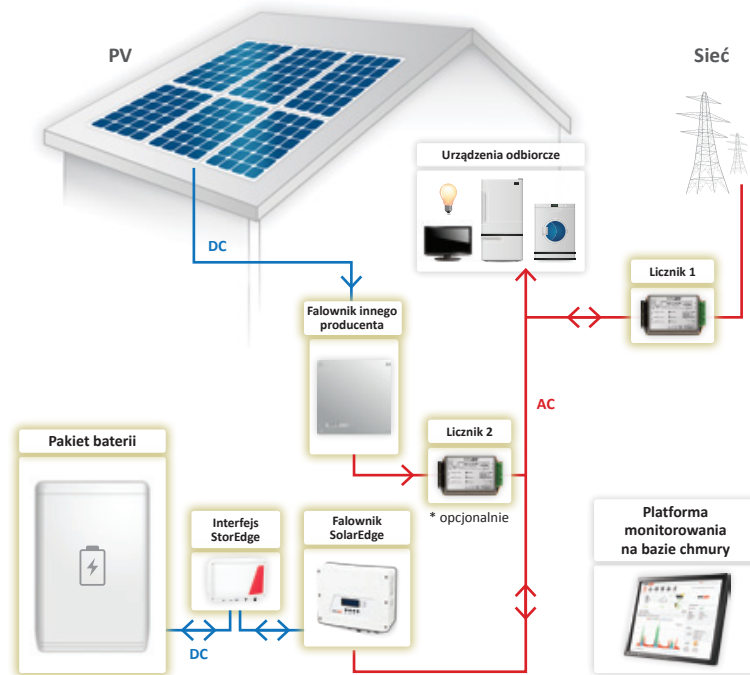 PV
Sieć
Urządzenia odbiorcze
DC
Licznik 1
Falownik innego
producenta
AC
Pakiet baterii
Licznik 2
* opcjonalnie
Interfejs
StorEdge
Falownik
SolarEdge
Platforma
monitorowania
na bazie chmury
DC